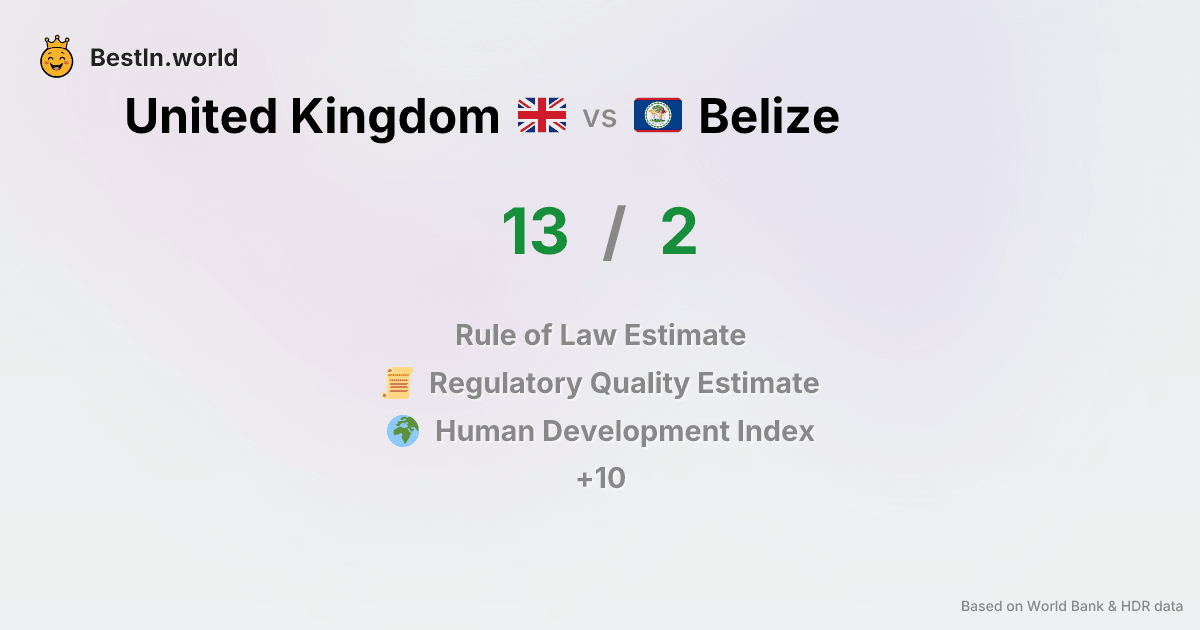 BestIn.world
United Kingdom vs Belize
13 / 2
Rule of Law Estimate
Regulatory Quality Estimate
Human Development Index
+10
Based on World Bank & HDR data